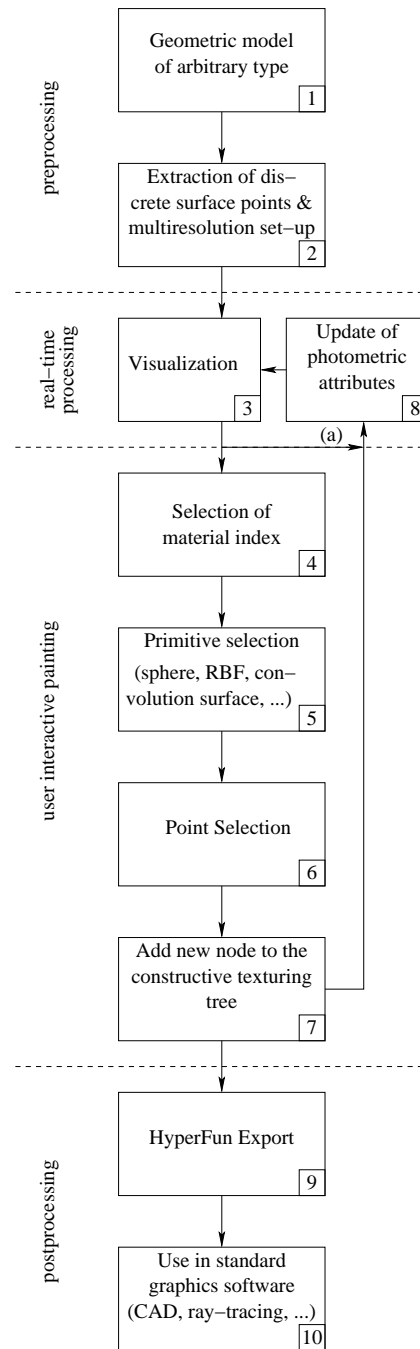 preprocessing
Geometric model
of arbitrary type
1
Extraction of dis-
crete surface points &
multiresolution set-up
2
real-time
processing
Visualization
3
Update of
photometric
attributes
8
(a)
user interactive painting
Selection of
material index
4
Primitive selection
(sphere, RBF, con-
volution surface, ...)
5
Point Selection
6
Add new node to the
constructive texturing
tree
7
postprocessing
HyperFun Export
9
Use in standard
graphics software
(CAD, ray-tracing, ...)
10